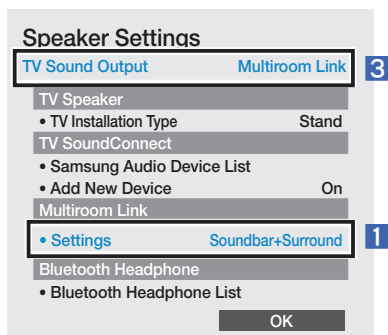 Speaker Settings
TV Sound Output Multiroom Link 3
TV Speaker
• TV Installation Type Stand
TV SoundConnect
• Samsung Audio Device List
• Add New Device On
Multiroom Link
• Settings Soundbar+Surround 1
Bluetooth Headphone
• Bluetooth Headphone List
OK